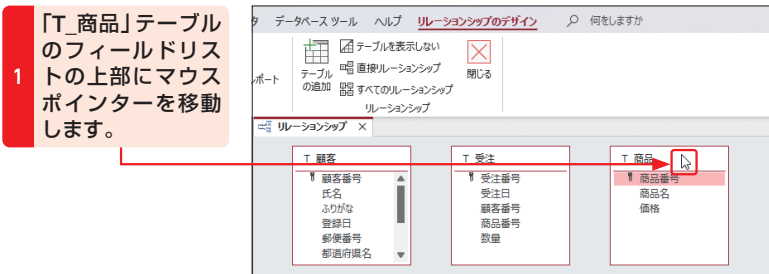 1
「T_商品」テーブル
のフィールドリス
トの上部にマウス
ポインターを移動
します。
タ データベース ツール ヘルプ リレーションシップのデザイン 何をしますか
ポート
テーブル
の追加
テーブルを表示しない
直接リレーションシップ
すべてのリレーションシップ
閉じる
リレーションシップ
リレーションシップ ×
T_顧客
顧客番号
氏名
ふりがな
登録日
郵便番号
都道府県名
T_受注
受注番号
受注日
顧客番号
商品番号
数量
T_商品
商品番号
商品名
価格